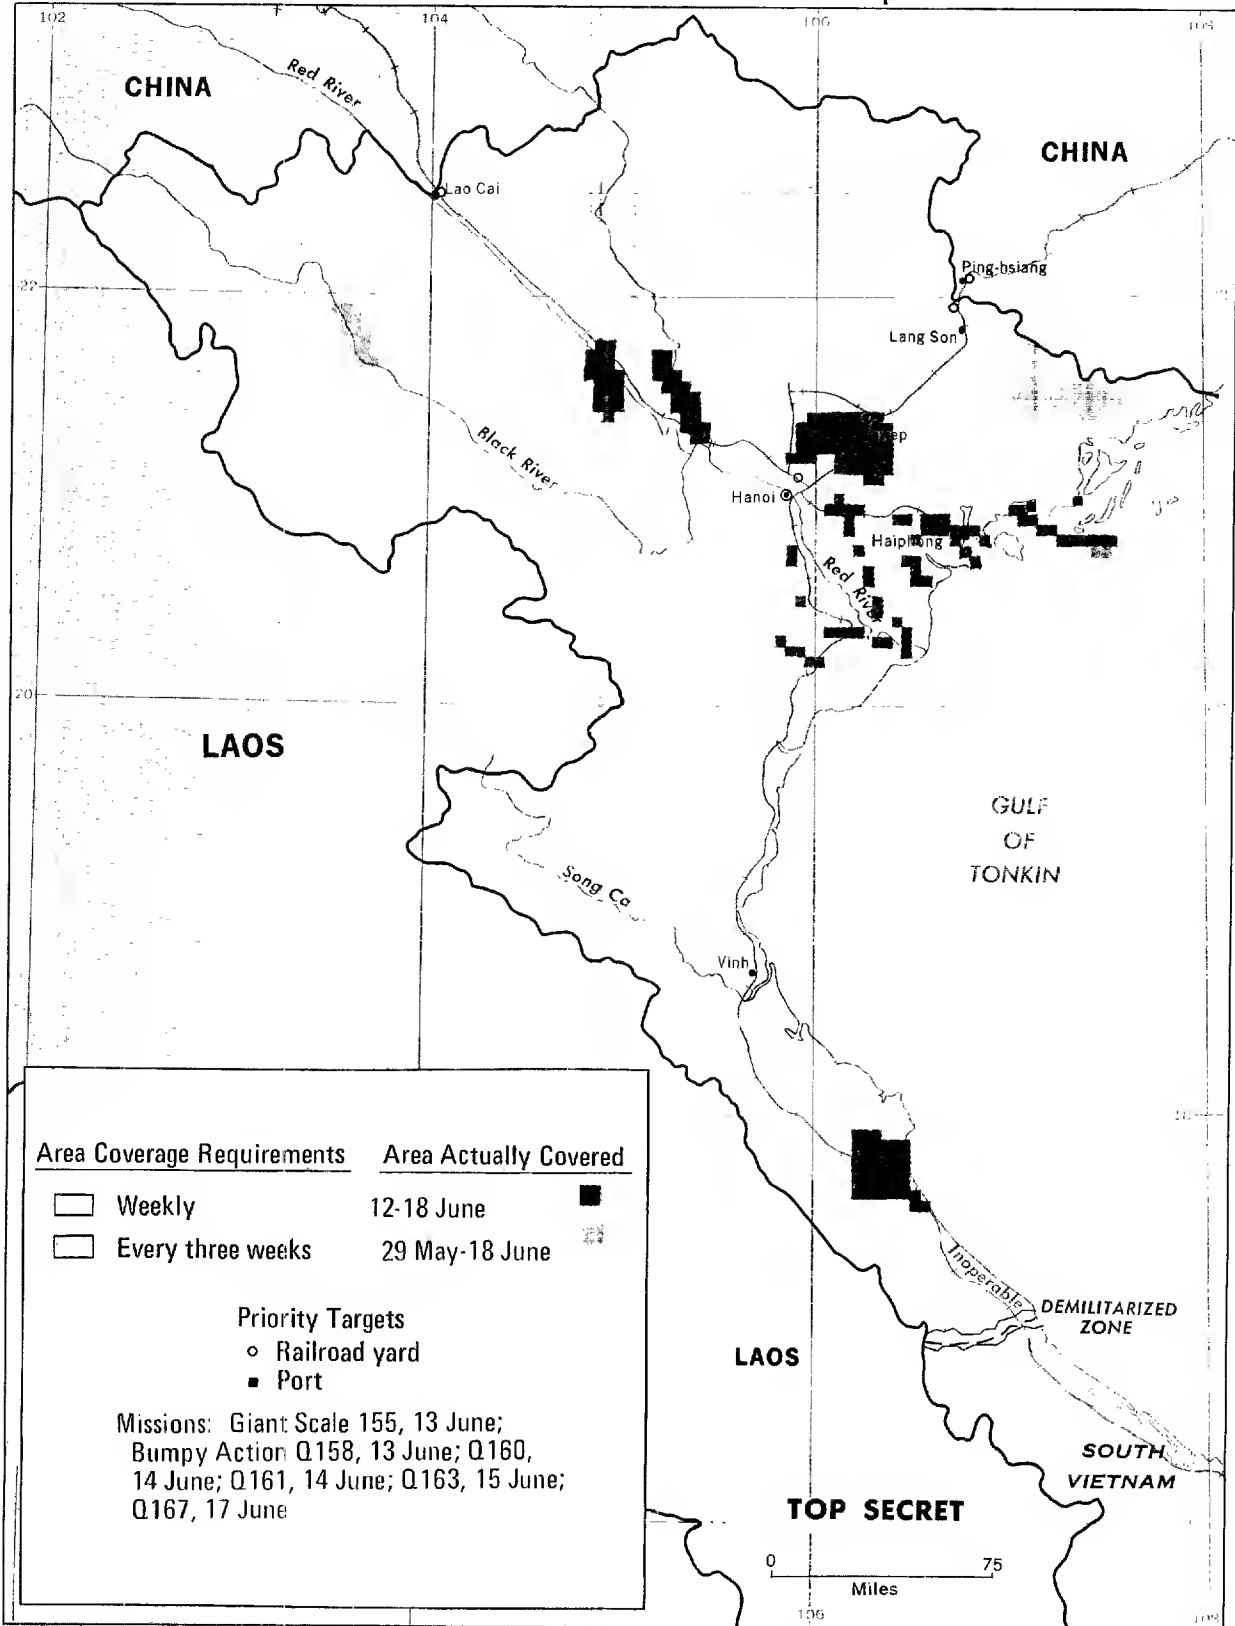 102
104
106
108
CHINA
Red River
CHINA
Lao Cai
Ping-hsiang
22
Lang Son
Black River
Hanoi
Haiphong
Red River
20
LAOS
GULF
OF
TONKIN
Song Ca
Vinh
Area Coverage Requirements
Area Actually Covered
Weekly
12-18 June
Every three weeks
29 May-18 June
Priority Targets
Railroad yard
Port
Missions: Giant Scale 155, 13 June;
Bumpy Action Q158, 13 June; Q160,
14 June; Q161, 14 June; Q163, 15 June;
Q167, 17 June
Inoperable
DEMILITARIZED
ZONE
LAOS
SOUTH
VIETNAM
TOP SECRET
0 75
Miles
106
108